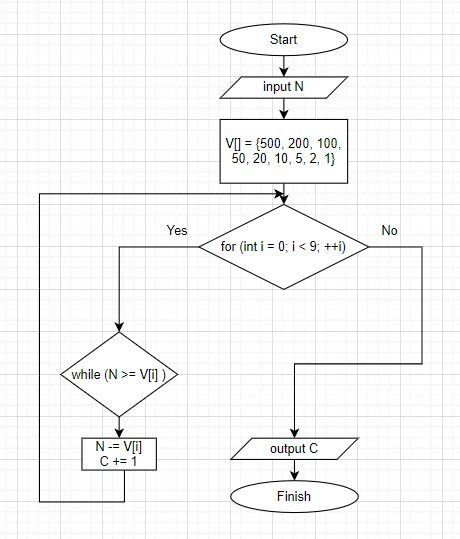 Start
input N
V[] = {500, 200, 100,
50, 20, 10, 5, 2, 1}
Yes
No
for (int i = 0; i < 9; ++i)
while (N >= V[i] )
N -= V[i]
C += 1
output C
Finish